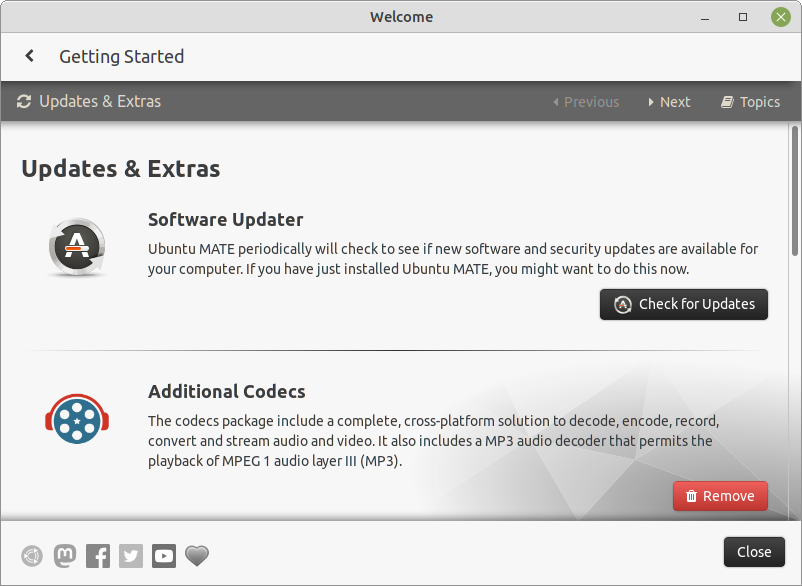 Welcome
Getting Started
Updates & Extras
Previous
Next
Topics
Updates & Extras
Software Updater
Ubuntu MATE periodically will check to see if new software and security updates are available for
your computer. If you have just installed Ubuntu MATE, you might want to do this now.
Check for Updates
Additional Codecs
The codecs package include a complete, cross-platform solution to decode, encode, record,
convert and stream audio and video. It also includes a MP3 audio decoder that permits the
playback of MPEG 1 audio layer III (MP3).
Remove
Close